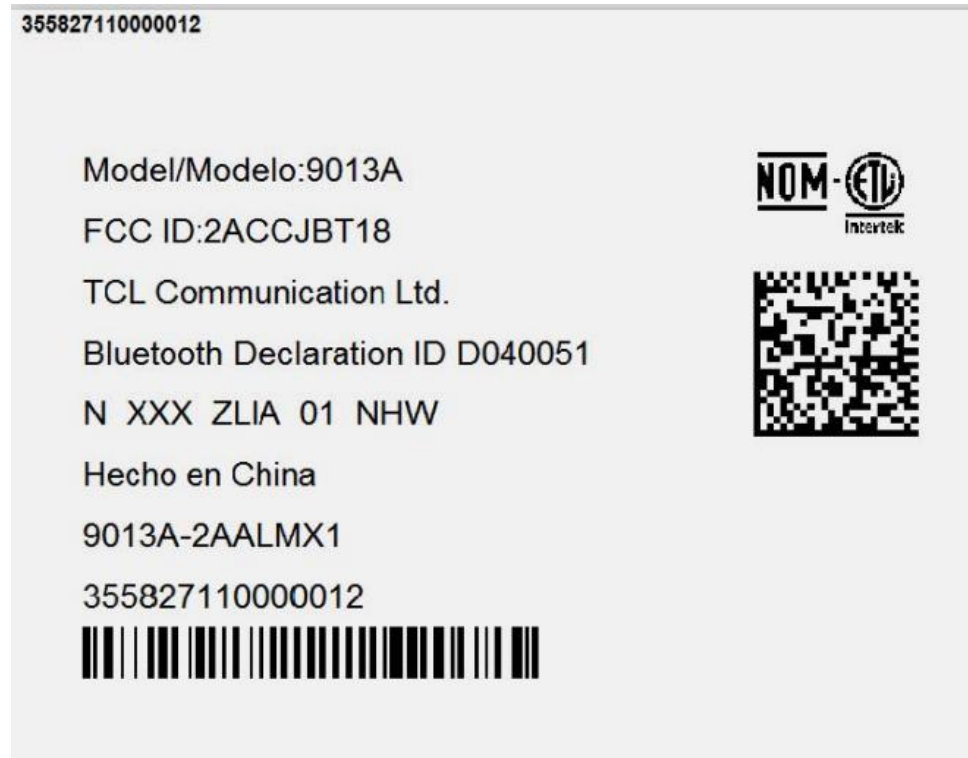 355827110000012
Model/Modelo:9013A
NOM-ETL
Intertek
FCC ID:2ACCJBT18
TCL Communication Ltd.
Bluetooth Declaration ID D040051
N XXX ZLIA 01 NHW
Hecho en China
9013A-2AALMX1
355827110000012